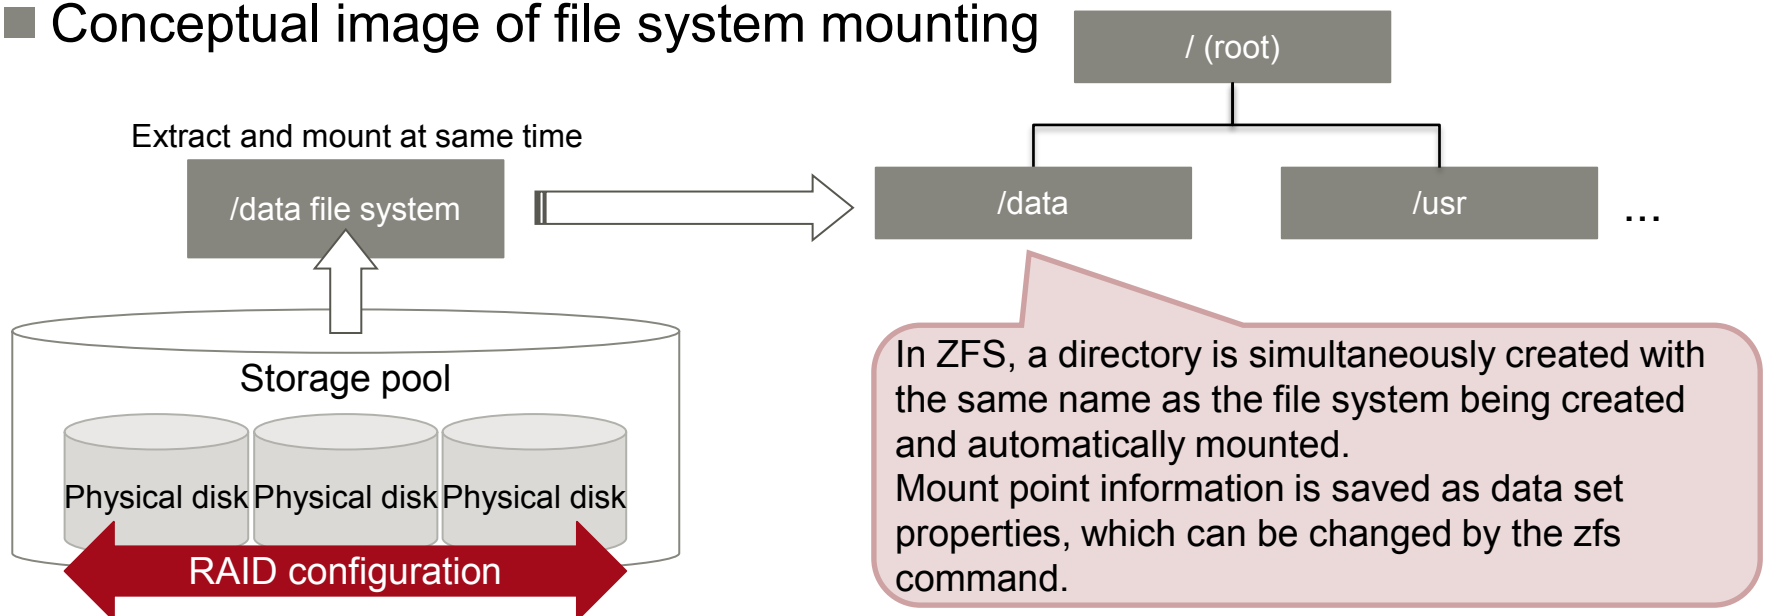 Conceptual image of file system mounting
/ (root)
Extract and mount at same time
/data file system
/data
/usr
...
Storage pool
Physical disk Physical disk Physical disk
RAID configuration
In ZFS, a directory is simultaneously created with
the same name as the file system being created
and automatically mounted.
Mount point information is saved as data set
properties, which can be changed by the zfs
command.